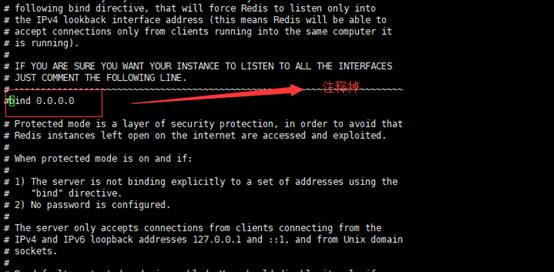 # following bind directive, that will force Redis to listen only into
# the IPv4 lookback interface address (this means Redis will be able to
# accept connections only from clients running into the same computer it
# is running).
#
# IF YOU ARE SURE YOU WANT YOUR INSTANCE TO LISTEN TO ALL THE INTERFACES
# JUST COMMENT THE FOLLOWING LINE.
# ~~~~~~~~~~~~~~~~~~~~~~~~~~~~~~~~~~~~~~~~~~~~~~~~~~~~~~~~~~~~~~~~~~~~~~~~
注释掉
#bind 0.0.0.0
# Protected mode is a layer of security protection, in order to avoid that
# Redis instances left open on the internet are accessed and exploited.
#
# When protected mode is on and if:
#
# 1) The server is not binding explicitly to a set of addresses using the
#    "bind" directive.
# 2) No password is configured.
#
# The server only accepts connections from clients connecting from the
# IPv4 and IPv6 loopback addresses 127.0.0.1 and ::1, and from Unix domain
# sockets.
#